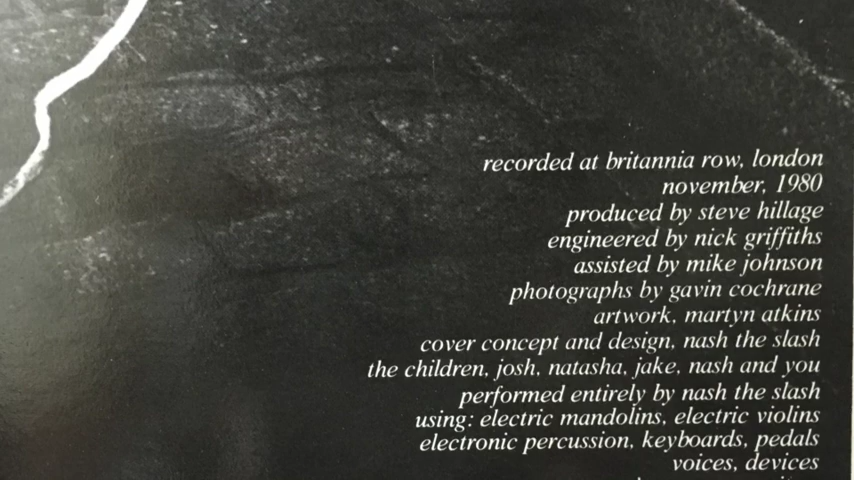 recorded at britannia row, london
november, 1980
produced by steve hillage
engineered by nick griffiths
assisted by mike johnson
photographs by gavin cochrane
artwork, martyn atkins
cover concept and design, nash the slash
the children, josh, natasha, jake, nash and you
performed entirely by nash the slash
using: electric mandolins, electric violins
electronic percussion, keyboards, pedals
voices, devices